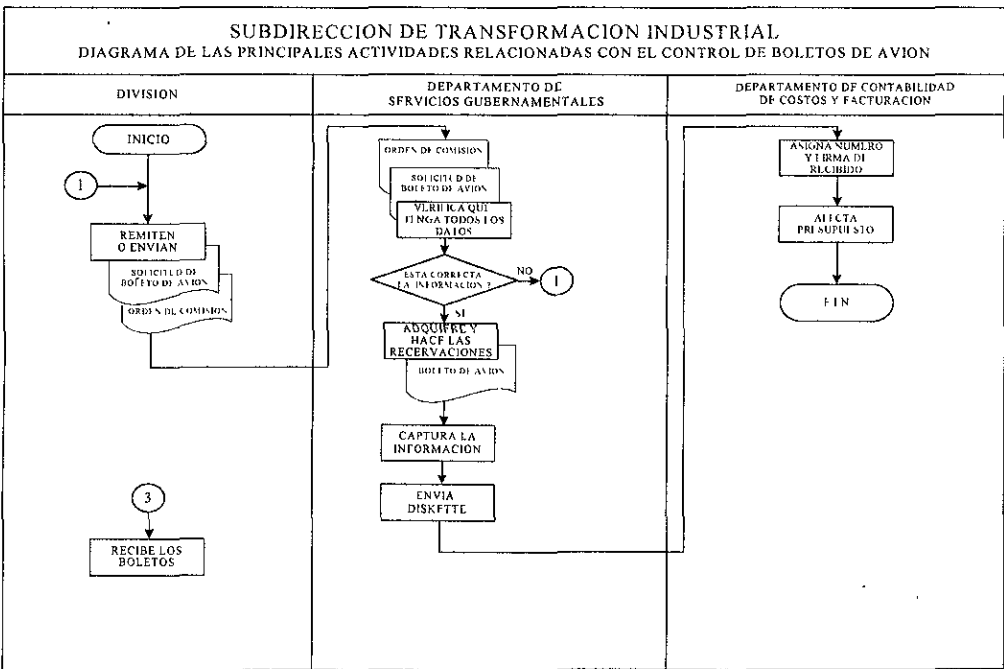 SUBDIRECCION DE TRANSFORMACION INDUSTRIAL
DIAGRAMA DE LAS PRINCIPALES ACTIVIDADES RELACIONADAS CON EL CONTROL DE BOLETOS DE AVION
DIVISION
INICIO
1
REMITEN
O ENVIAN
SOLICITUD DE
BOLETO DE AVION
ORDEN DE COMISION
3
RECIBE LOS
BOLETOS
DEPARTAMENTO DE
SERVICIOS GUBERNAMENTALES
ORDEN DE COMISION
SOLICITUD DE
BOLETO DE AVION
VERIFICA QUE
TENGA TODOS LOS
DATOS
ESTA CORRECTA
LA INFORMACION ?
NO
1
SI
ADQUIERE Y
HACE LAS
RECERVACIONES
BOLETO DE AVION
CAPTURA LA
INFORMACION
ENVIA
DISKETTE
DEPARTAMENTO DE CONTABILIDAD
DE COSTOS Y FACTURACION
ASIGNA NUMERO
Y FIRMA DE
RECIBIDO
AFECTA
PRESUPUESTO
FIN